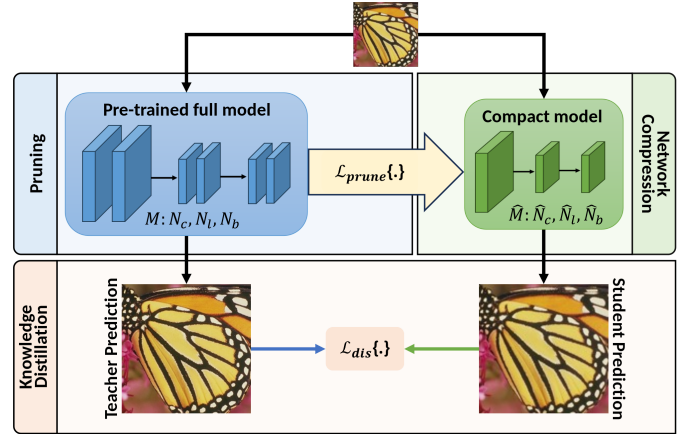 Pruning
Pre-trained full model
M: N_c, N_l, N_b
ℒ_prune{.}
Compact model
M̂: N̂_c, N̂_l, N̂_b
Network
Compression
Knowledge
Distillation
Teacher Prediction
ℒ_dis{.}
Student Prediction